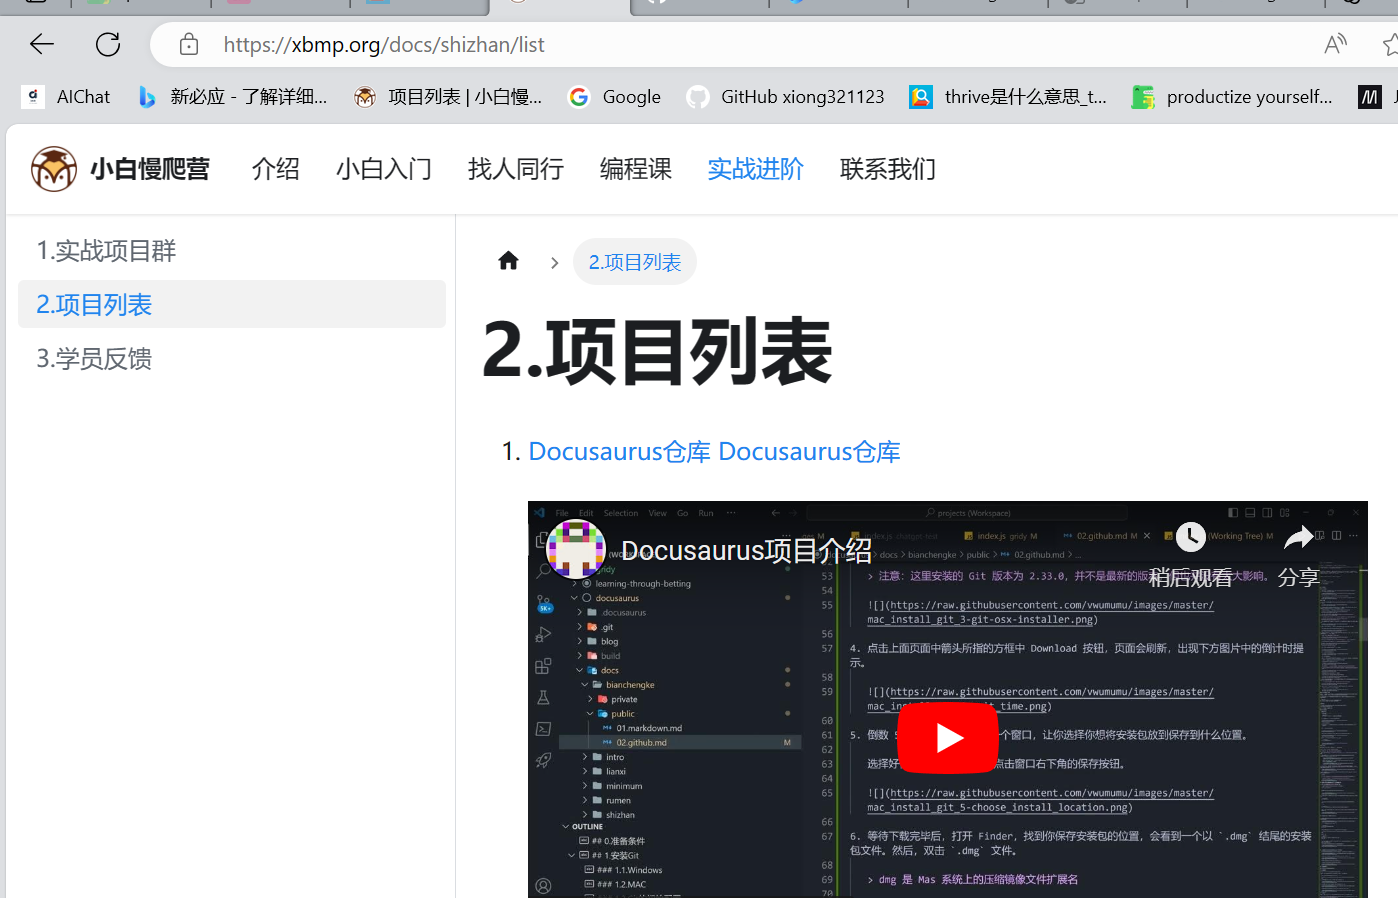 https://xbmp.org/docs/shizhan/list
AIChat
新必应 - 了解详细...
项目列表 | 小白慢...
Google
GitHub xiong321123
thrive是什么意思_t...
productize yourself...
小白慢爬营
介绍
小白入门
找人同行
编程课
实战进阶
联系我们
1.实战项目群
2.项目列表
3.学员反馈
2.项目列表
2.项目列表
1. Docusaurus仓库 Docusaurus仓库
File Edit Selection View Go Run ···
projects (Workspace)
Docusaurus项目介绍
稍后观看
分享
index.js gridy M
02.github.md M
(Working Tree) M
docs > bianchengke > public > 02.github.md > ...
learning-through-betting
docusaurus
.docusaurus
.git
blog
build
docs
bianchengke
private
public
01.markdown.md
02.github.md M
intro
lianxi
minimum
rumen
shizhan
OUTLINE
## 0.准备条件
## 1.安装Git
### 1.1.Windows
### 1.2.MAC
53 > 注意：这里安装的 Git 版本为 2.33.0，并不是最新的版
大影响。
54
55 ![](https://raw.githubusercontent.com/vwumumu/images/master/
mac_install_git_3-git-osx-installer.png)
56
57 4. 点击上面页面中箭头所指的方框中 Download 按钮，页面会刷新，出现下方图片中的倒计时提
示。
58
59 ![](https://raw.githubusercontent.com/vwumumu/images/master/
_time.png)
60
61 5. 倒数
个窗口，让你选择你想将安装包放到保存到什么位置。
62
63 选择好
点击窗口右下角的保存按钮。
64
65 ![](https://raw.githubusercontent.com/vwumumu/images/master/
mac_install_git_5-choose_install_location.png)
66
67 6. 等待下载完毕后，打开 Finder，找到你保存安装包的位置，会看到一个以 `.dmg` 结尾的安装
包文件。然后，双击 `.dmg` 文件。
68
69 > dmg 是 Mas 系统上的压缩镜像文件扩展名
70